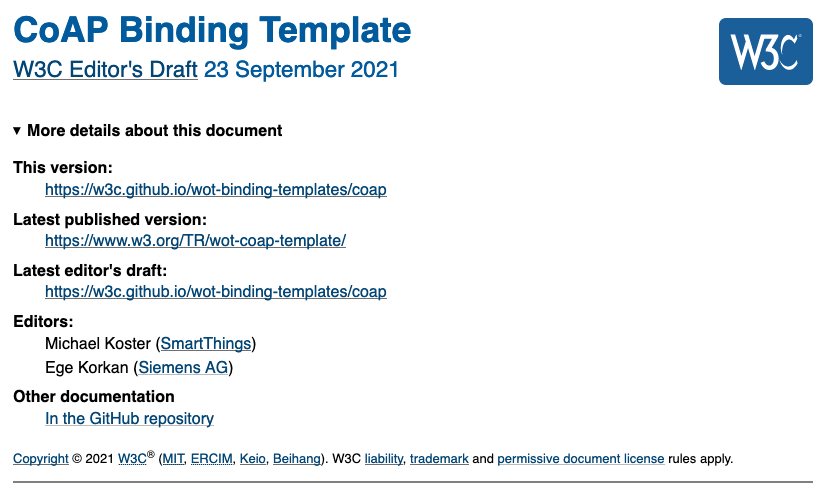 CoAP Binding Template
W3C
W3C Editor's Draft 23 September 2021
▼ More details about this document
This version:
https://w3c.github.io/wot-binding-templates/coap
Latest published version:
https://www.w3.org/TR/wot-coap-template/
Latest editor's draft:
https://w3c.github.io/wot-binding-templates/coap
Editors:
Michael Koster (SmartThings)
Ege Korkan (Siemens AG)
Other documentation
In the GitHub repository
Copyright © 2021 W3C® (MIT, ERCIM, Keio, Beihang). W3C liability, trademark and permissive document license rules apply.